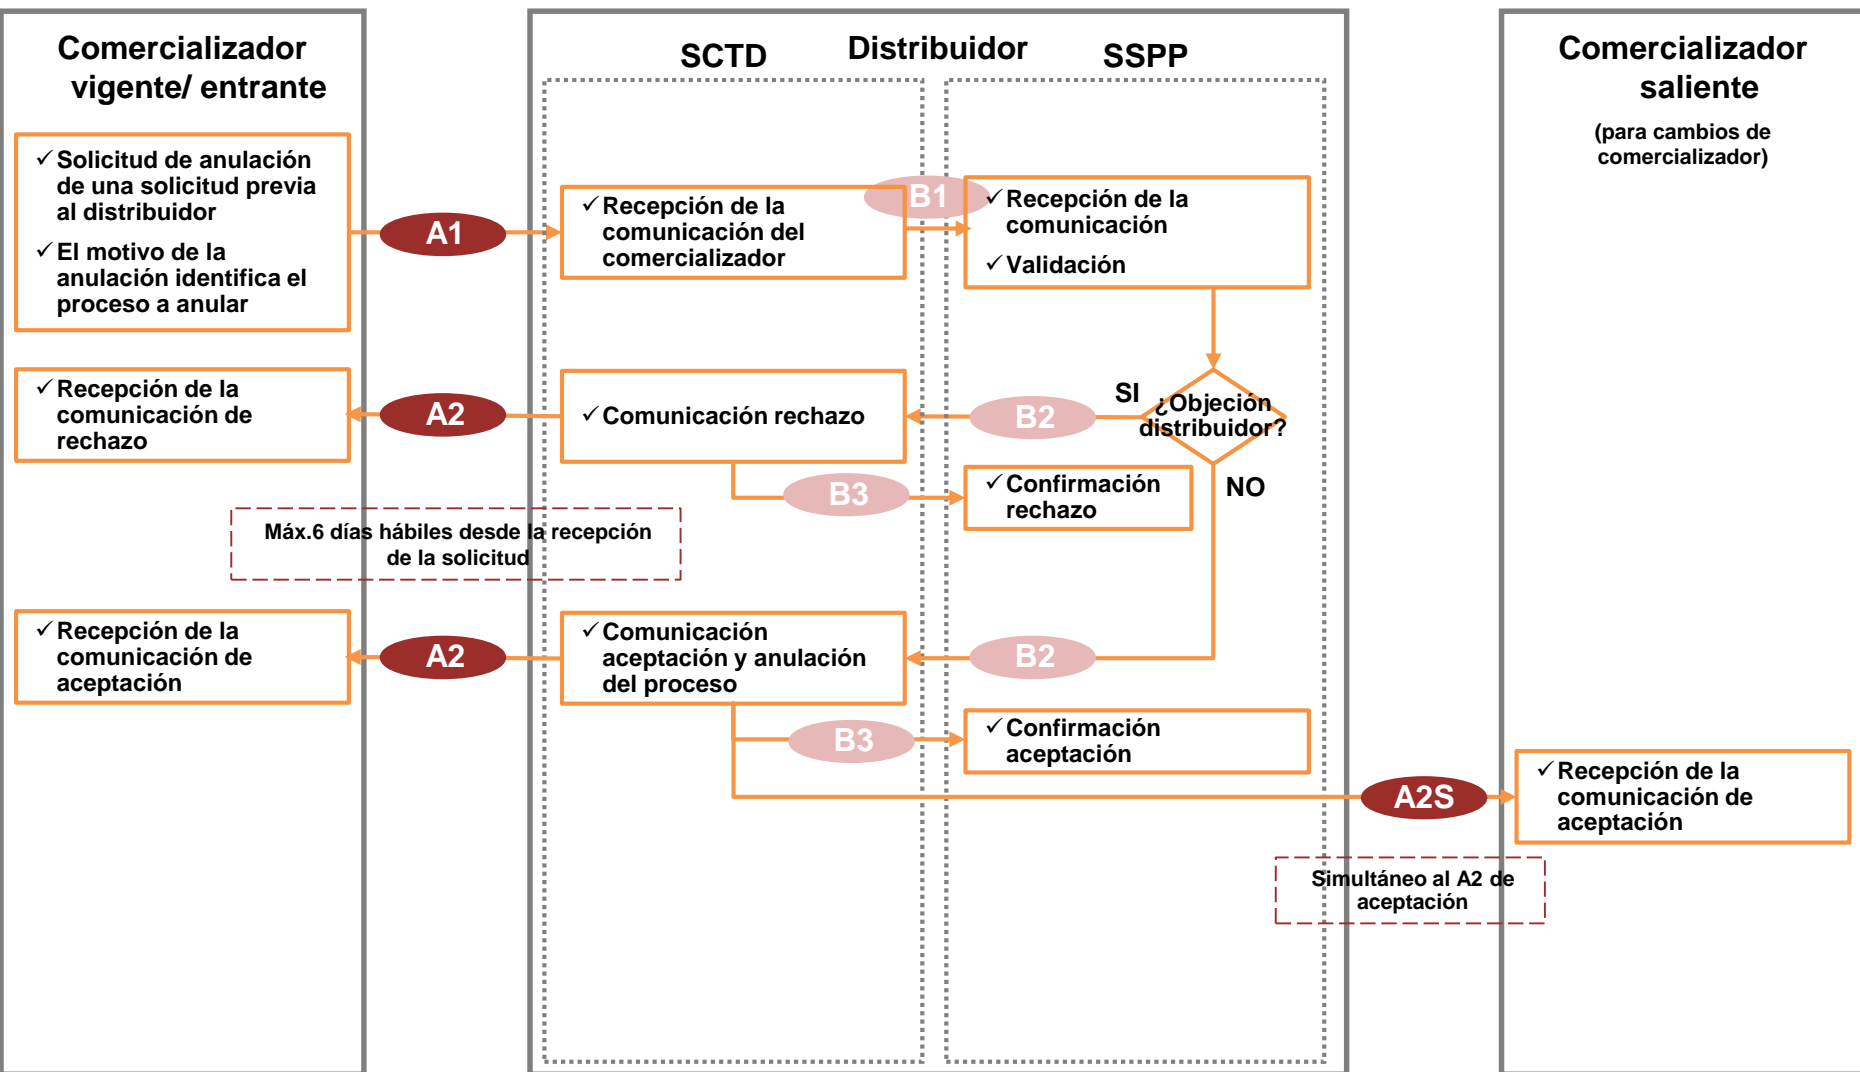 Comercializador
vigente/ entrante
SCTD
Distribuidor
SSPP
Comercializador
saliente
(para cambios de
comercializador)
✓ Solicitud de anulación
de una solicitud previa
al distribuidor
✓ El motivo de la
anulación identifica el
proceso a anular
A1
✓ Recepción de la
comunicación del
comercializador
B1
✓ Recepción de la
comunicación
✓ Validación
✓ Recepción de la
comunicación de
rechazo
A2
✓ Comunicación rechazo
B2
SI
¿Objeción
distribuidor?
NO
B3
✓ Confirmación
rechazo
Máx.6 días hábiles desde la recepción
de la solicitud
✓ Recepción de la
comunicación de
aceptación
A2
✓ Comunicación
aceptación y anulación
del proceso
B2
B3
✓ Confirmación
aceptación
A2S
✓ Recepción de la
comunicación de
aceptación
Simultáneo al A2 de
aceptación